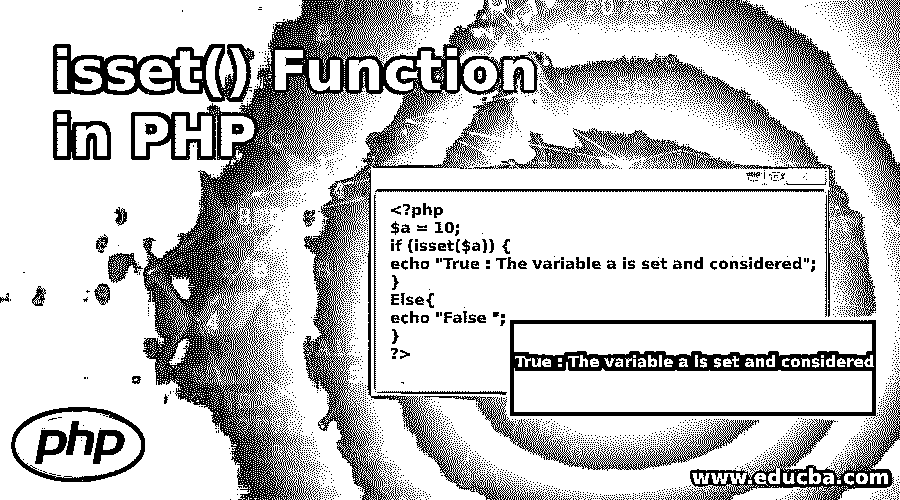 isset() Function
in PHP
<?php
$a = 10;
if (isset($a)) {
echo "True : The variable a is set and considered";
}
Else{
echo "False ";
}
?>
True : The variable a is set and considered
php
www.educba.com